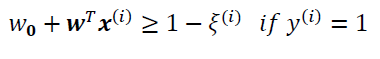 w₀ + wᵀx⁽ⁱ⁾ ≥ 1 − ξ⁽ⁱ⁾ if y⁽ⁱ⁾ = 1